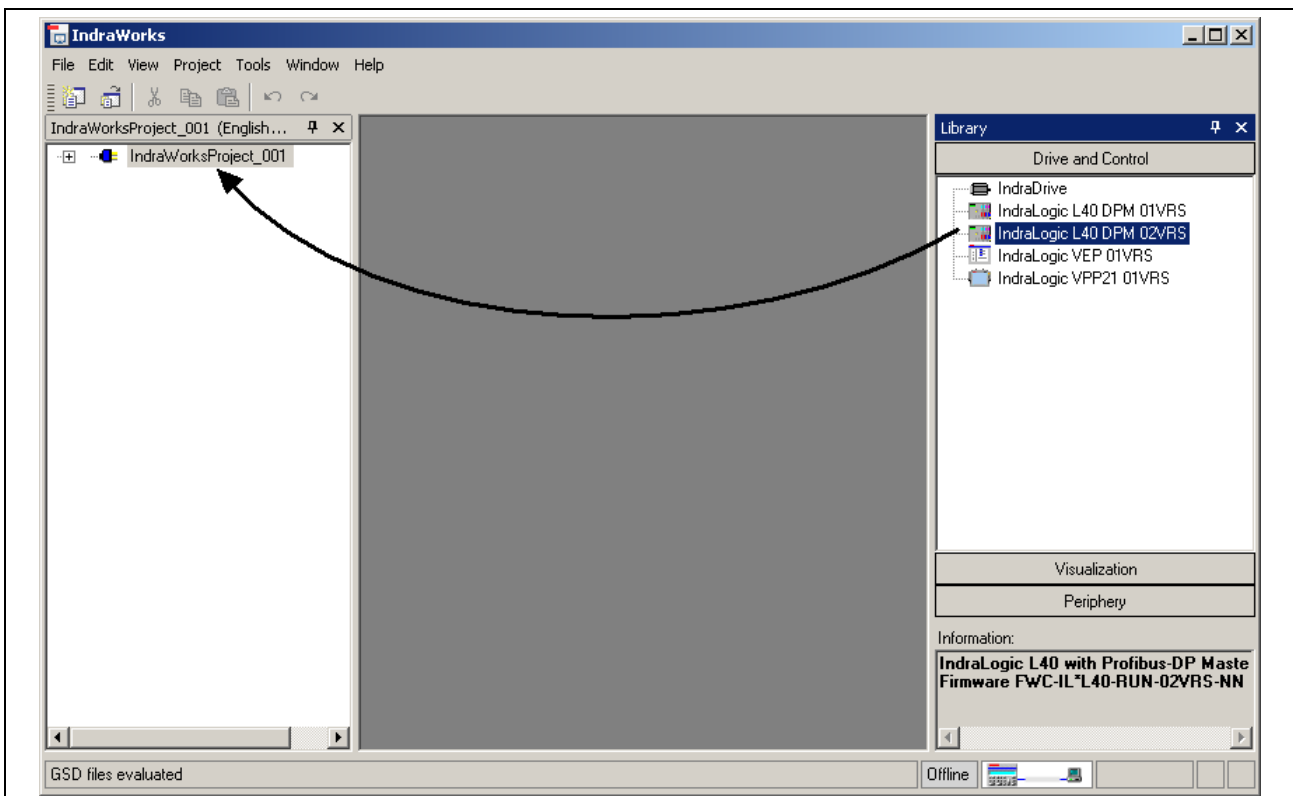 IndraWorks
File Edit View Project Tools Window Help
IndraWorksProject_001 (English...
IndraWorksProject_001
Library
Drive and Control
IndraDrive
IndraLogic L40 DPM 01VRS
IndraLogic L40 DPM 02VRS
IndraLogic VEP 01VRS
IndraLogic VPP21 01VRS
Visualization
Periphery
Information:
IndraLogic L40 with Profibus-DP Maste
Firmware FWC-IL*L40-RUN-02VRS-NN
GSD files evaluated
Offline